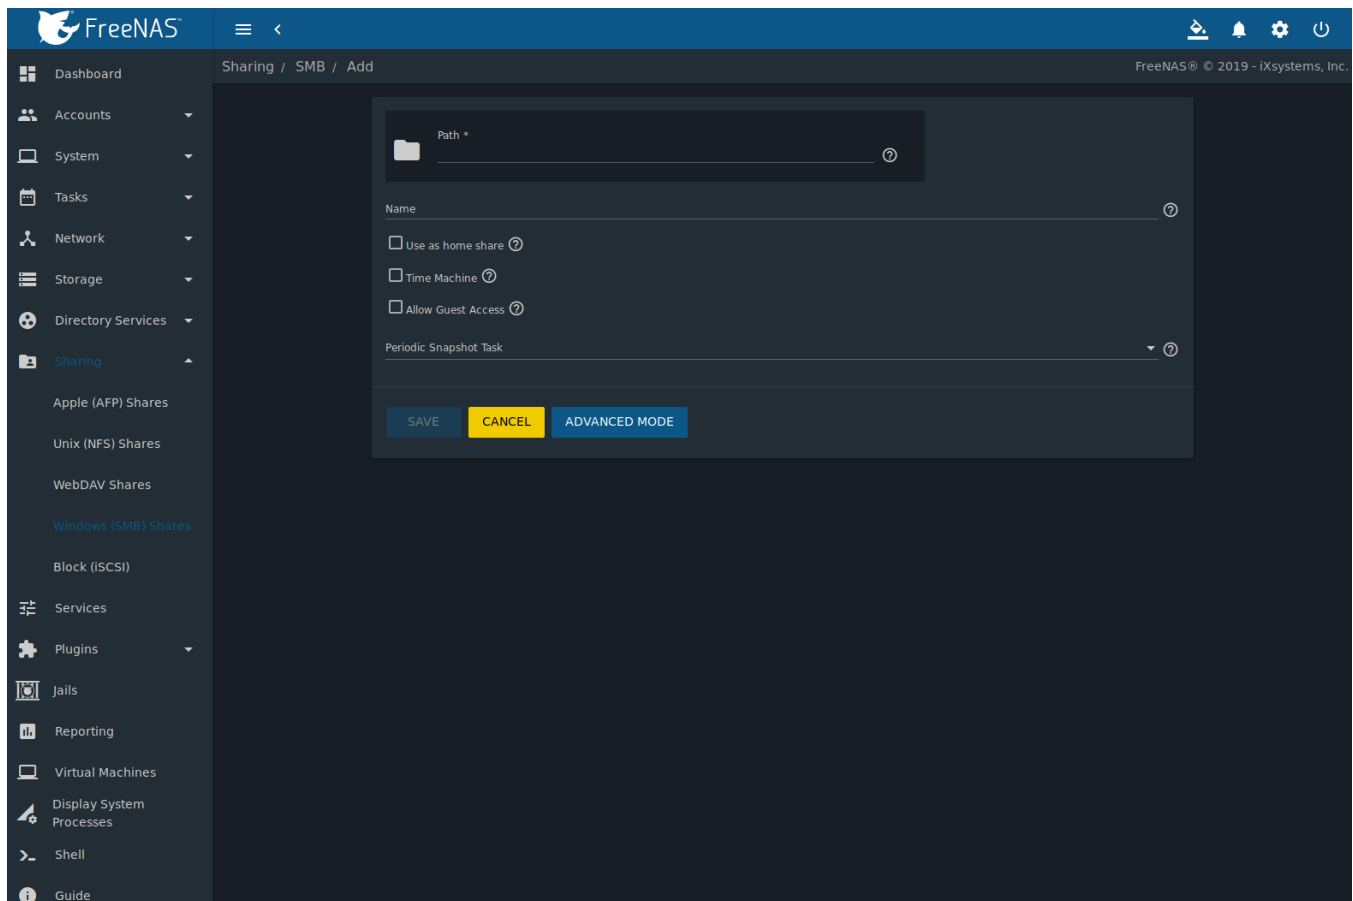 FreeNAS™
Sharing / SMB / Add
FreeNAS® © 2019 - iXsystems, Inc.
Dashboard
Accounts
System
Tasks
Network
Storage
Directory Services
Sharing
Apple (AFP) Shares
Unix (NFS) Shares
WebDAV Shares
Windows (SMB) Shares
Block (iSCSI)
Services
Plugins
Jails
Reporting
Virtual Machines
Display System
Processes
Shell
Guide
Path *
Name
Use as home share
Time Machine
Allow Guest Access
Periodic Snapshot Task
SAVE CANCEL ADVANCED MODE